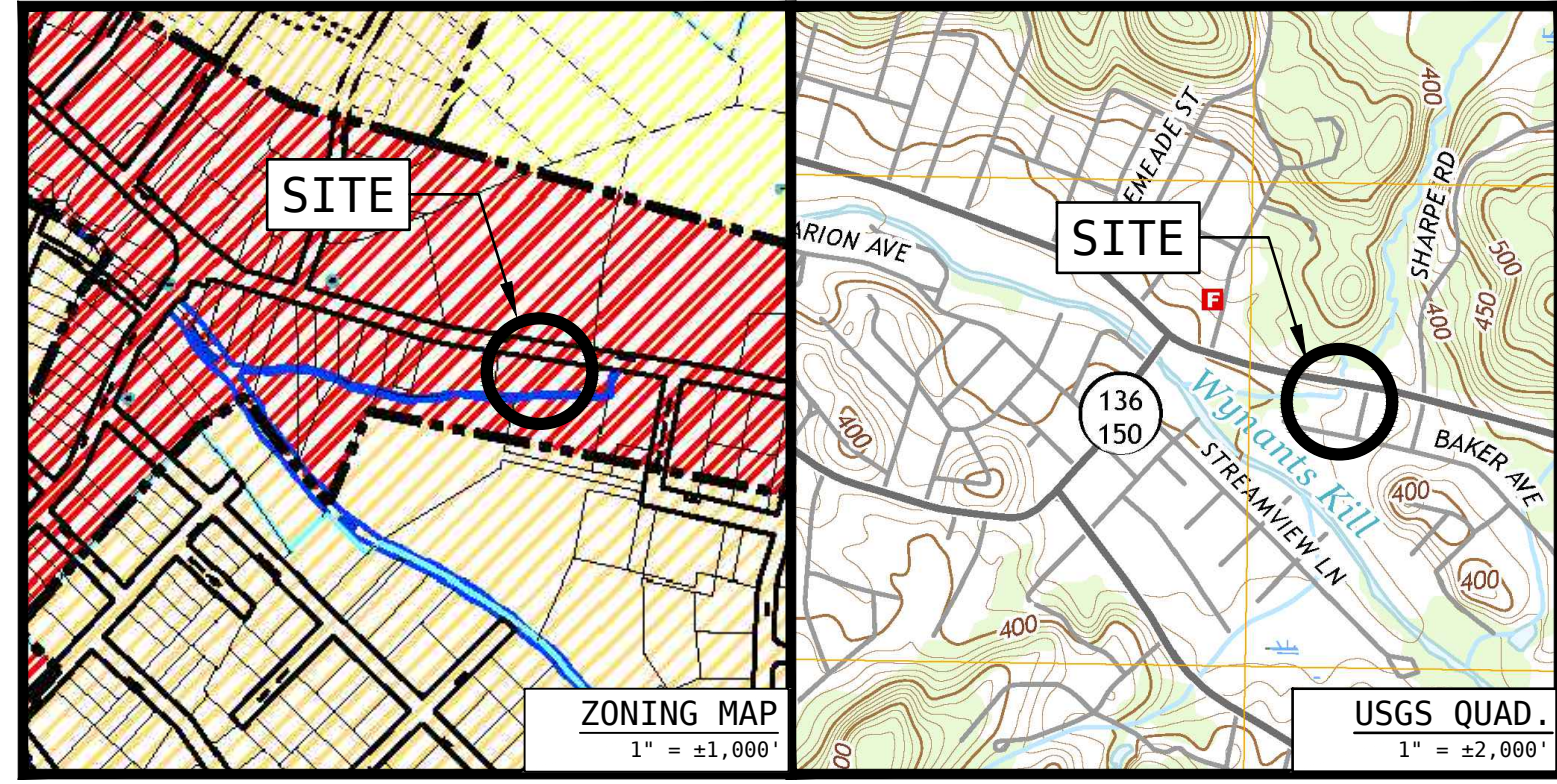 SITE
ZONING MAP
1" = ±1,000'
400
EMEADE ST
SHARPE RD
ARION AVE
SITE
500
450
400
F
136
150
Wynants Kill
STREAMVIEW LN
BAKER AVE
400
400
400
400
00
USGS QUAD.
1" = ±2,000'